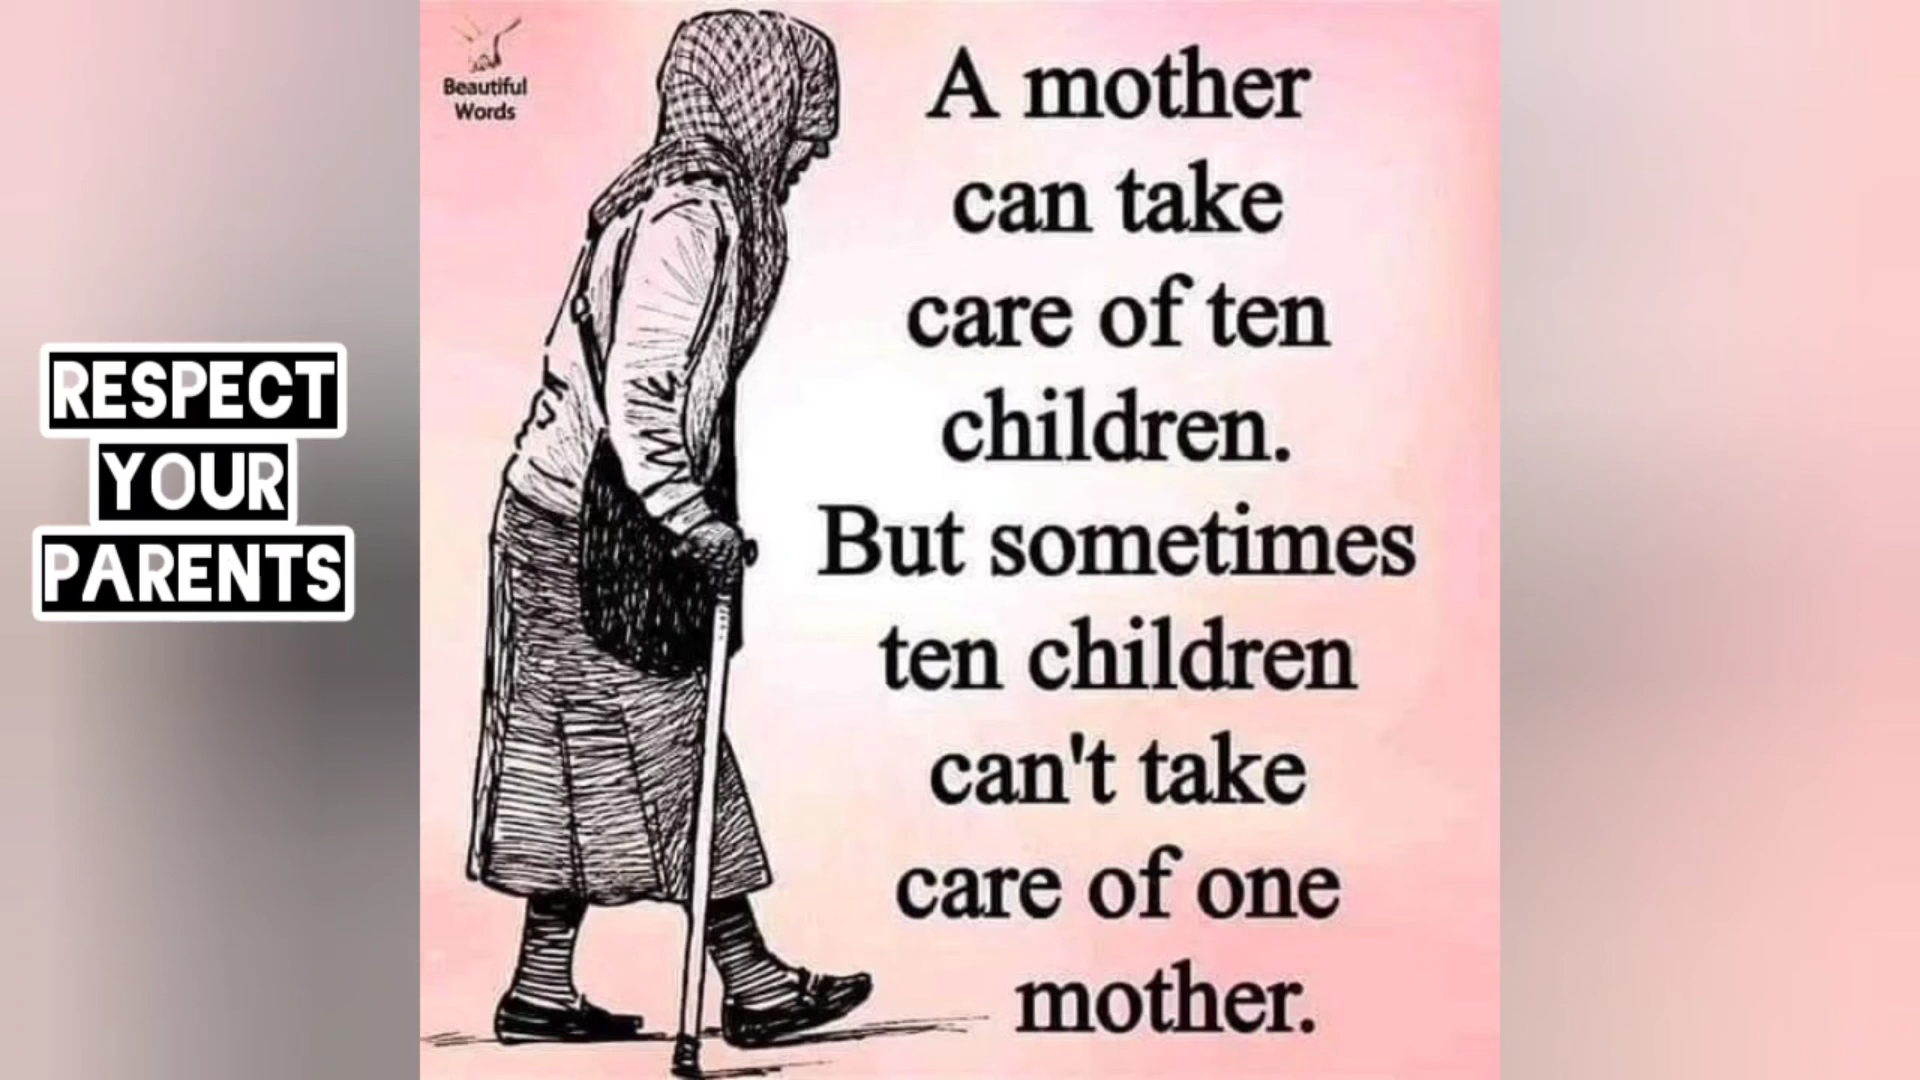 Beautiful
Words
RESPECT
YOUR
PARENTS
A mother
can take
care of ten
children.
But sometimes
ten children
can't take
care of one
mother.